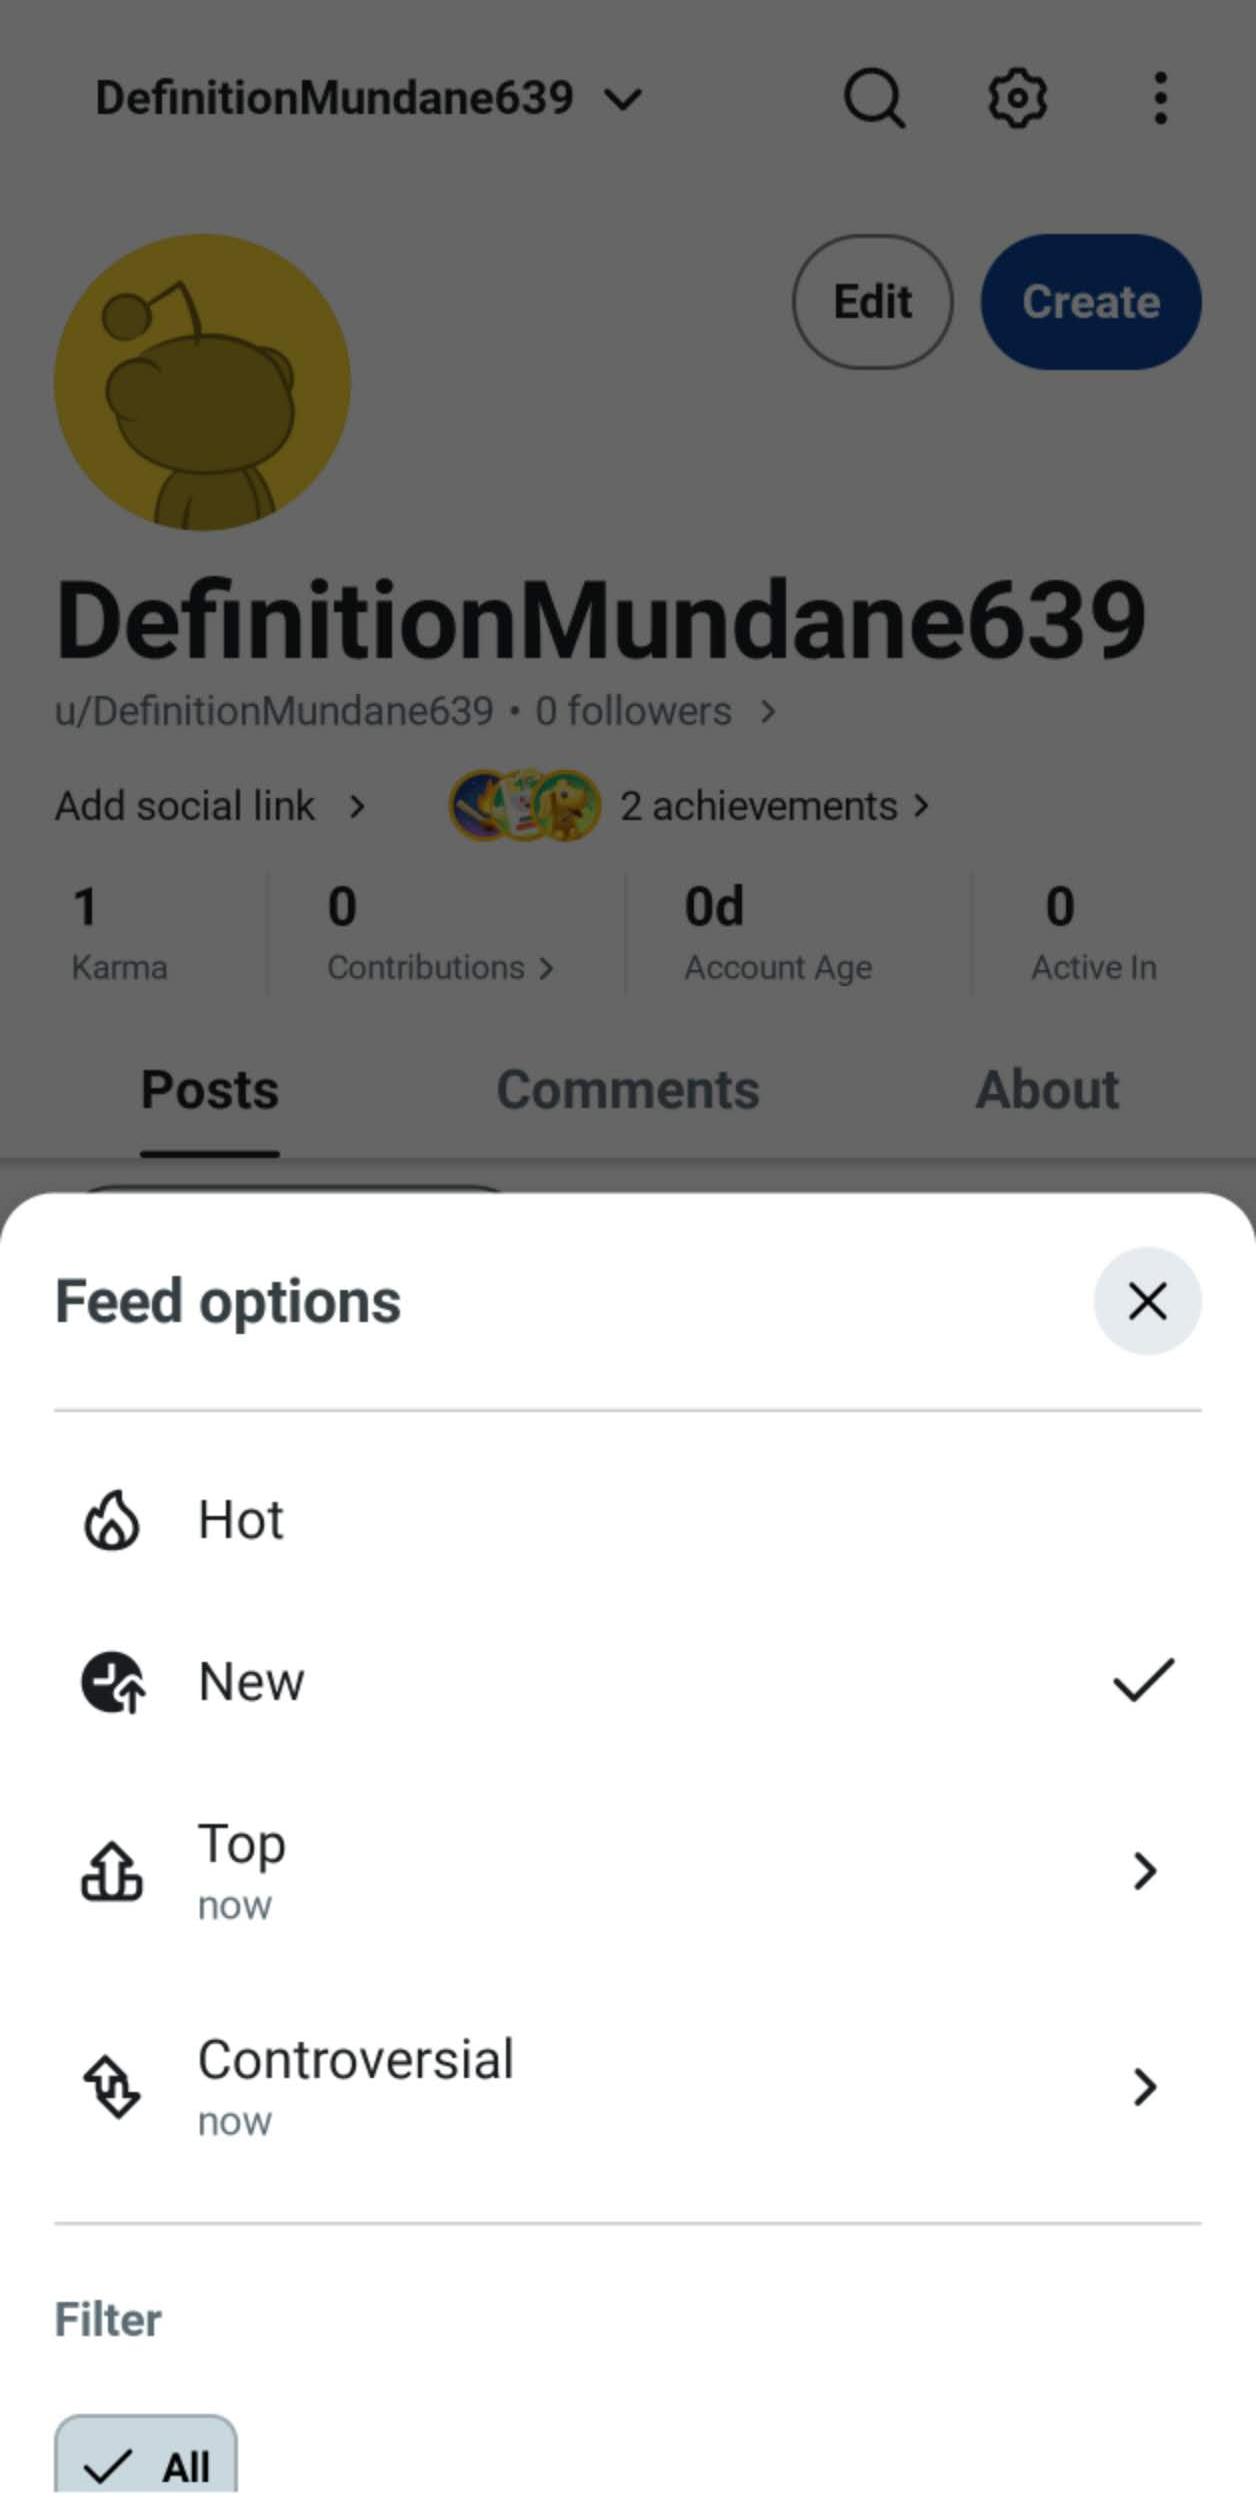 DefinitionMundane639
Edit
Create
DefinitionMundane639
u/DefinitionMundane639 • 0 followers
Add social link
2 achievements
1
0
0d
0
Karma
Contributions
Account Age
Active In
Posts
Comments
About
Feed options
Hot
New
Top
now
Controversial
now
Filter
All